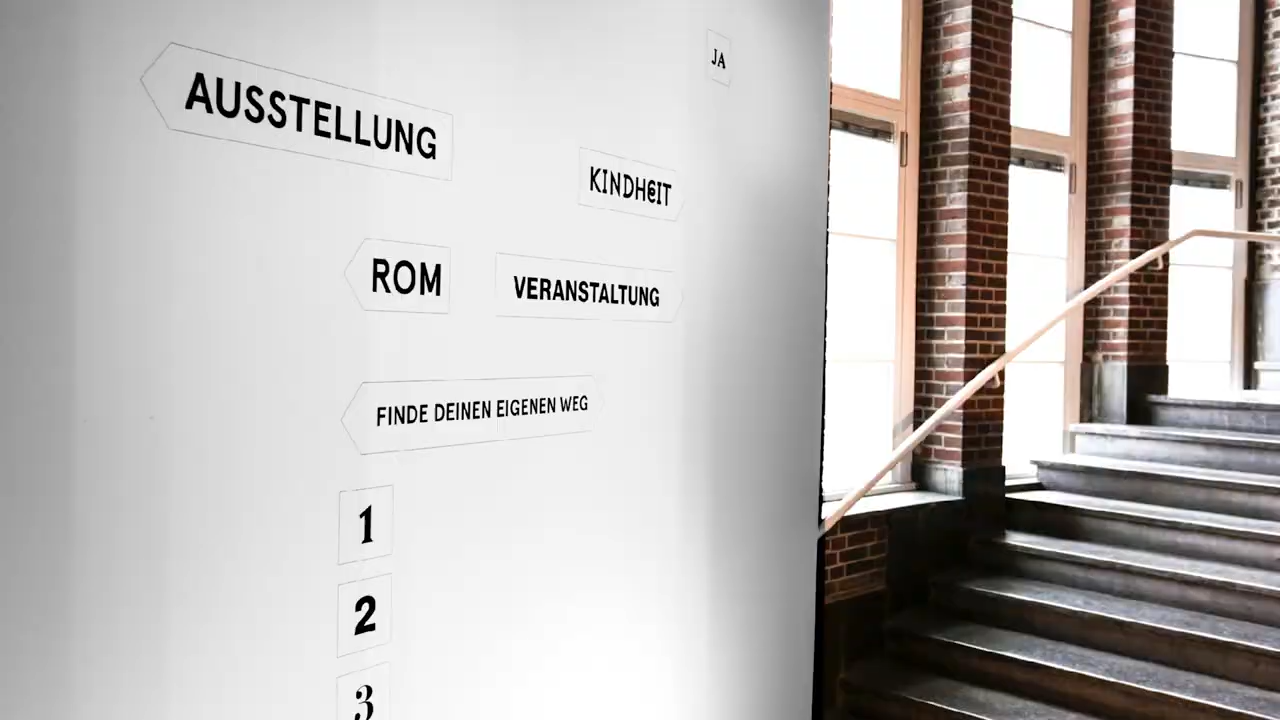 JA
AUSSTELLUNG
KINDHEIT
ROM
VERANSTALTUNG
FINDE DEINEN EIGENEN WEG
1
2
3